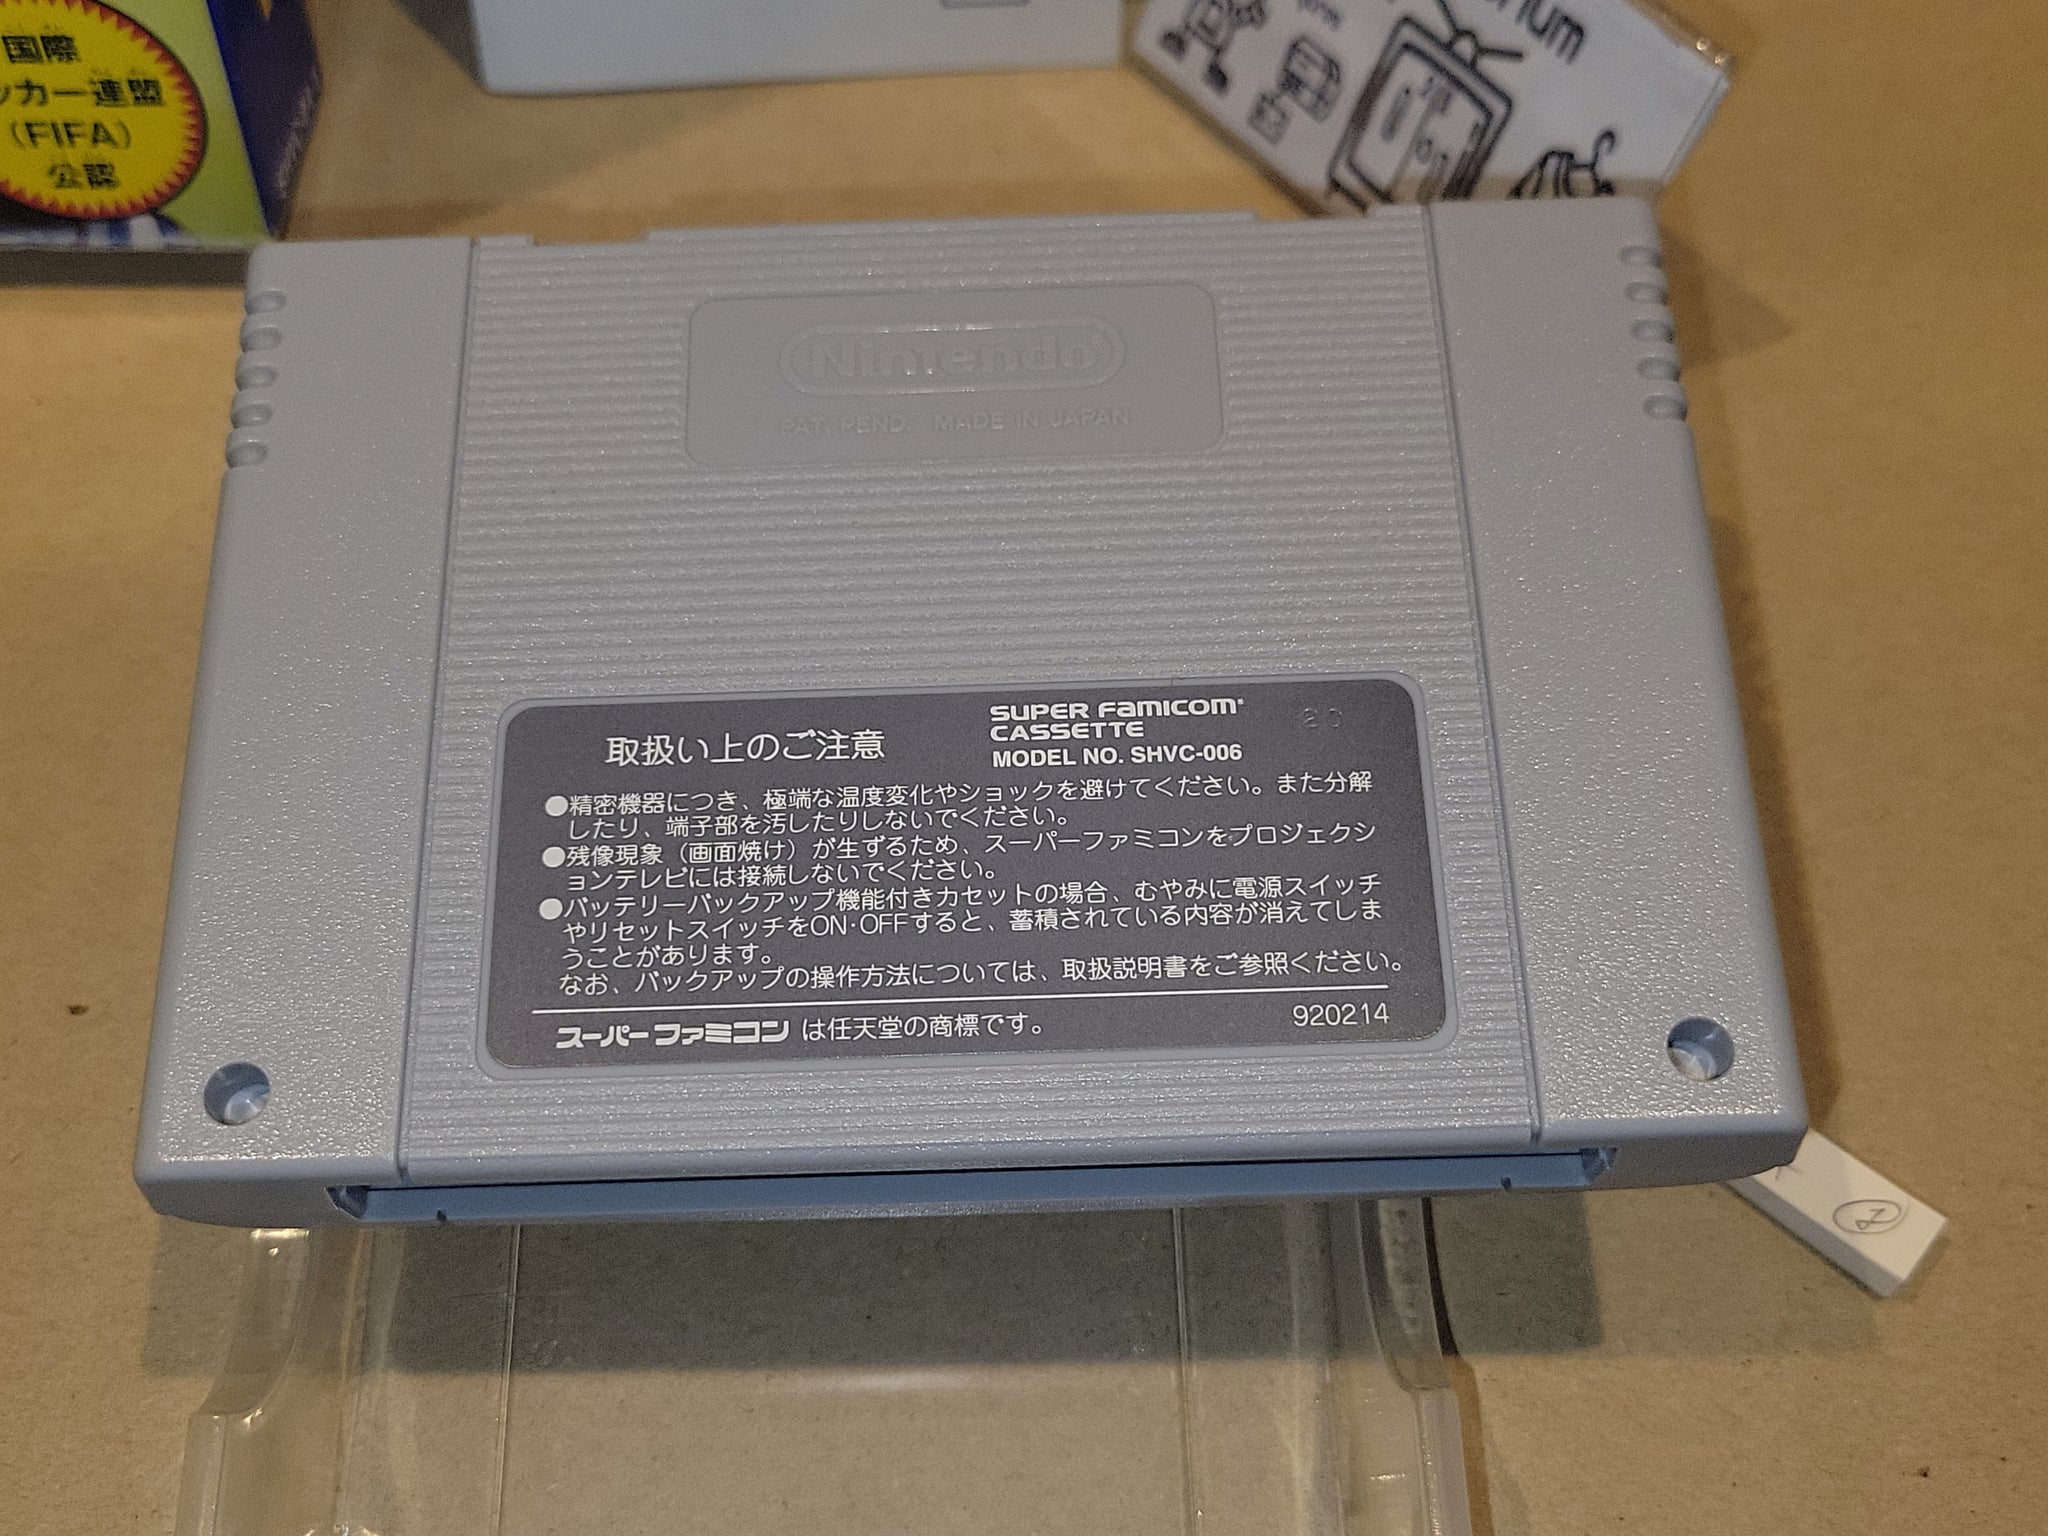 国際
ッカー連盟
(FIFA)
公認
Nintendo
PAT. PEND. MADE IN JAPAN
取扱い上のご注意
SUPER FAMICOM
CASSETTE
MODEL NO. SHVC-006
20
●精密機器につき、極端な温度変化やショックを避けてください。また分解
したり、端子部を汚したりしないでください。
●残像現象（画面焼け）が生ずるため、スーパーファミコンをプロジェクシ
ョンテレビには接続しないでください。
●バッテリーバックアップ機能付きカセットの場合、むやみに電源スイッチ
やリセットスイッチをON·OFFすると、蓄積されている内容が消えてしま
うことがあります。
なお、バックアップの操作方法については、取扱説明書をご参照ください。
スーパーファミコン は任天堂の商標です。
920214